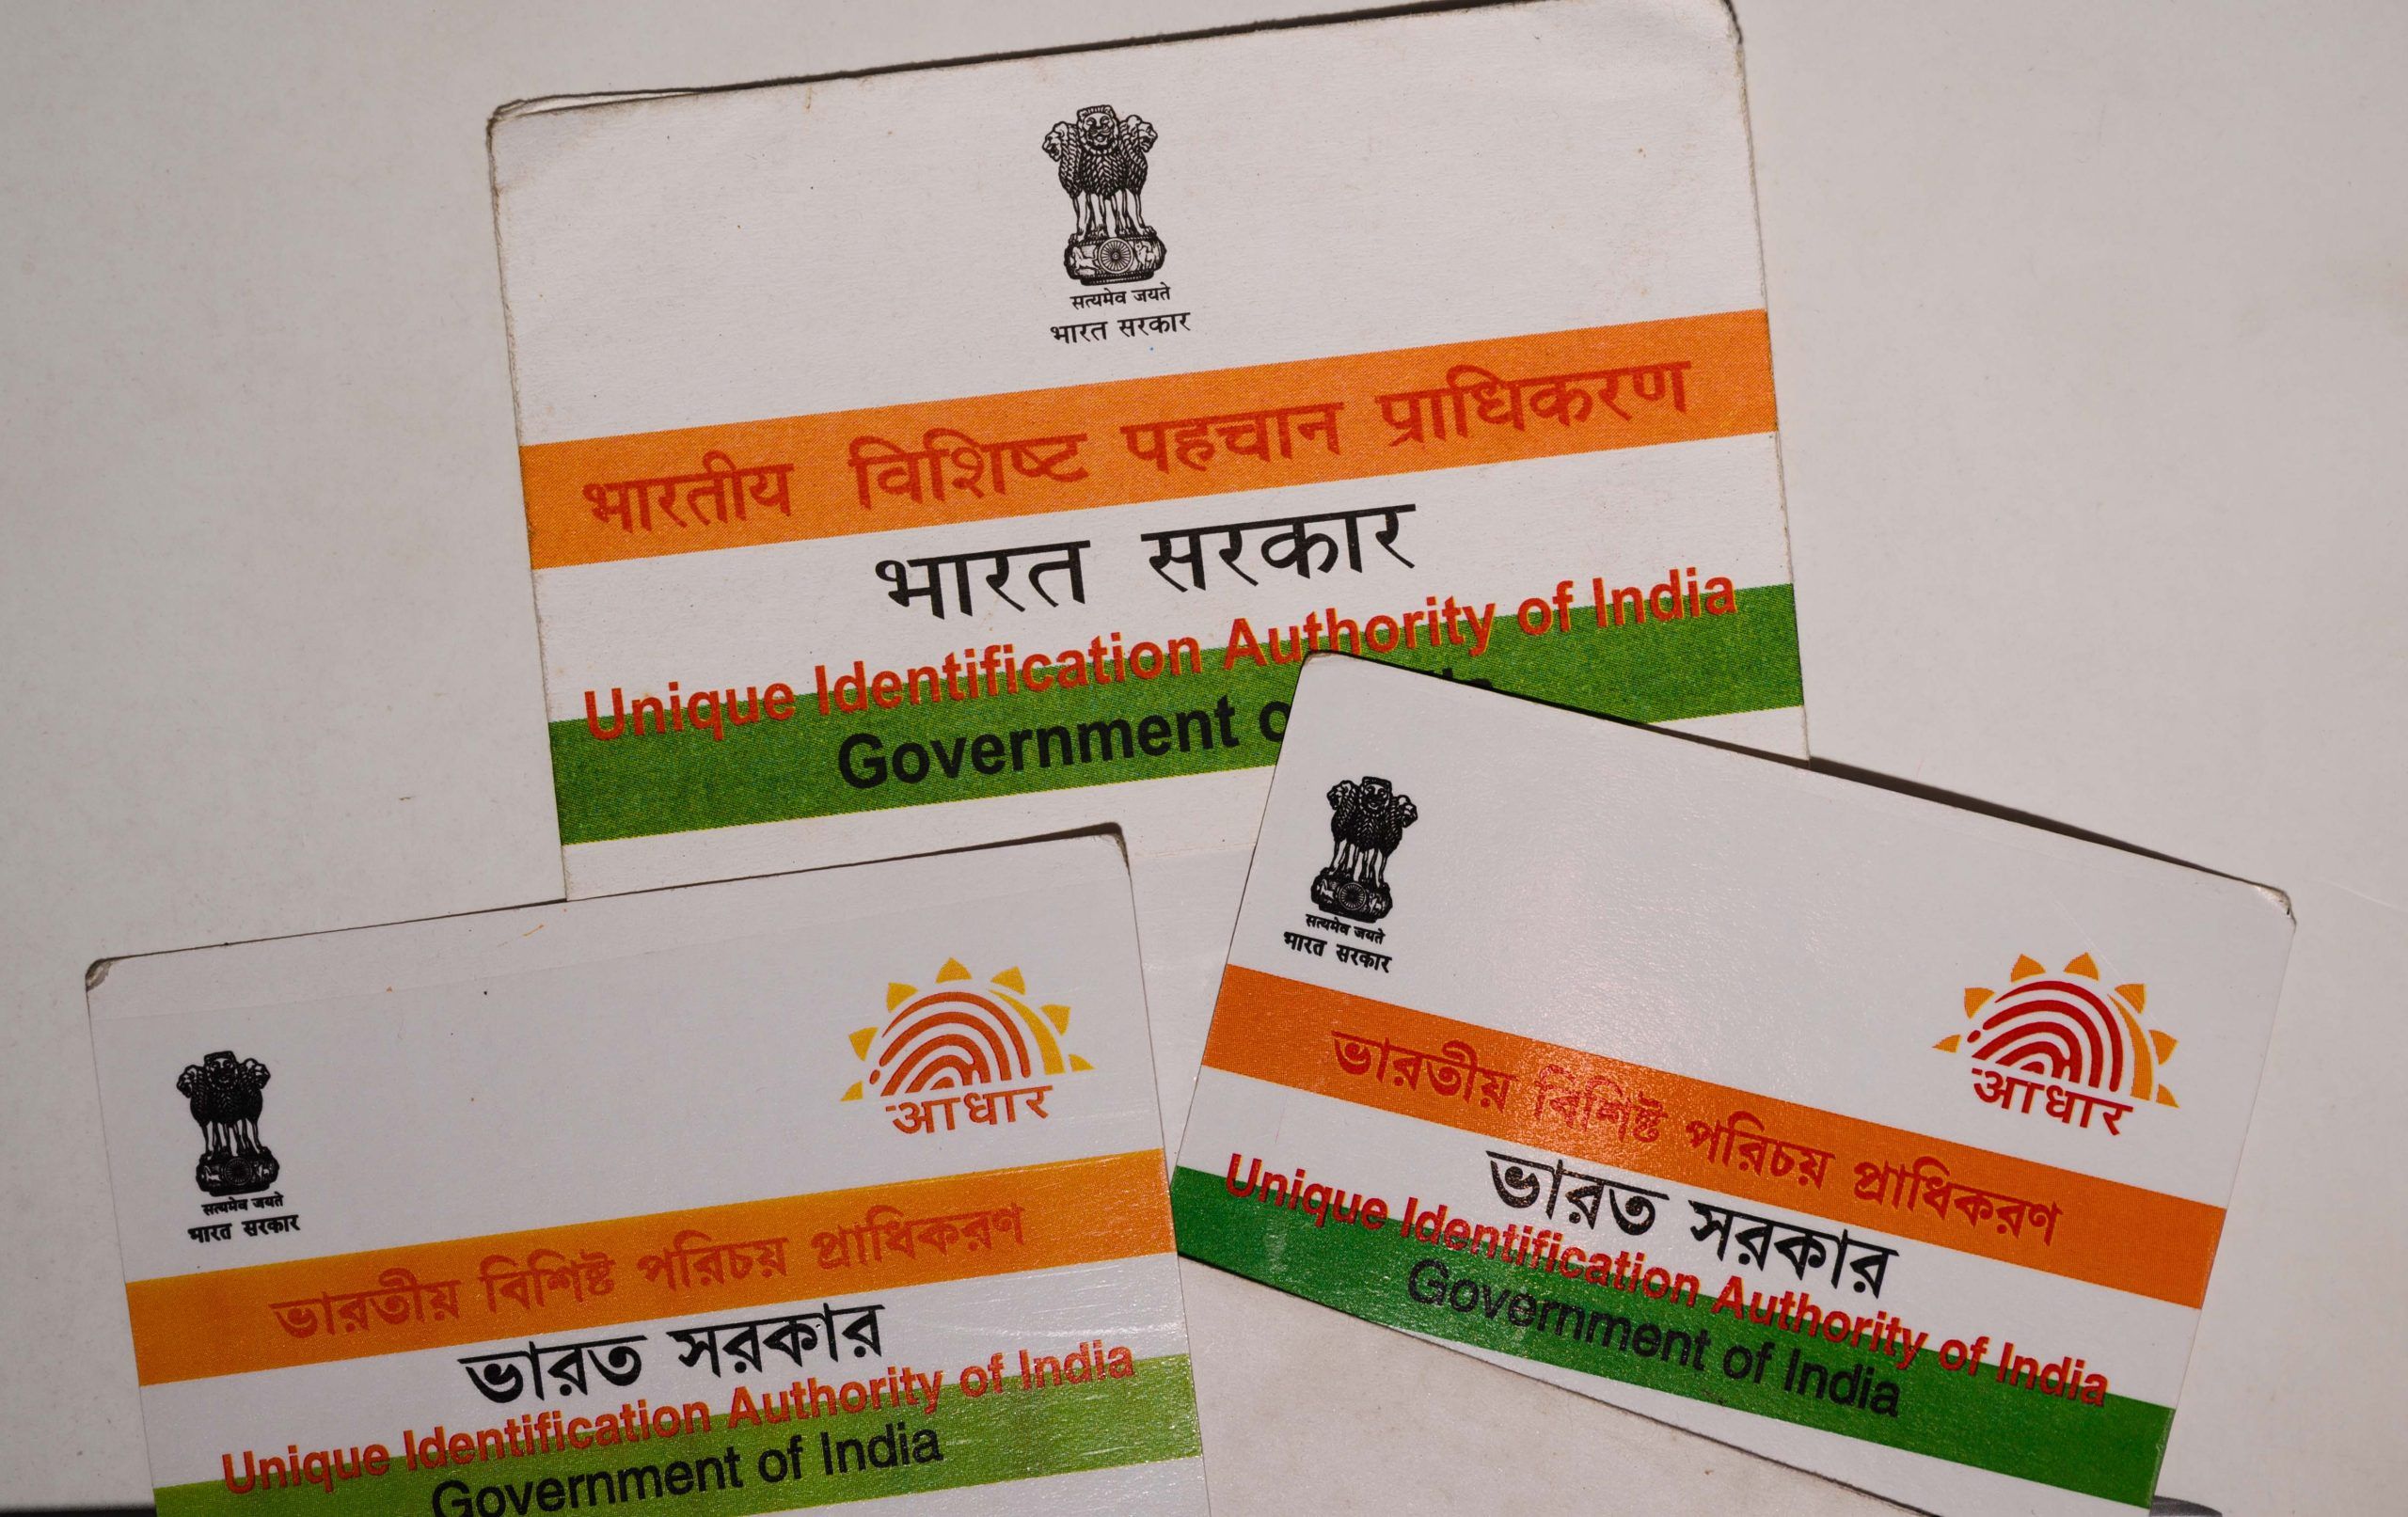 सत्यमेव जयते
भारत सरकार
भारतीय विशिष्ट पहचान प्राधिकरण
भारत सरकार
Unique Identification Authority of India
Government
सत्यमेव जयते
भारत सरकार
आधार
ভারতীয় বিশিষ্ট পরিচয় প্রাধিকরণ
ভারত সরকার
Unique Identification Authority of India
Government of India
सत्यमेव जयते
भारत सरकार
आधार
ভারতীয় বিশিষ্ট পরিচয় প্রাধিকরণ
ভারত সরকার
Unique Identification Authority of India
Government of India